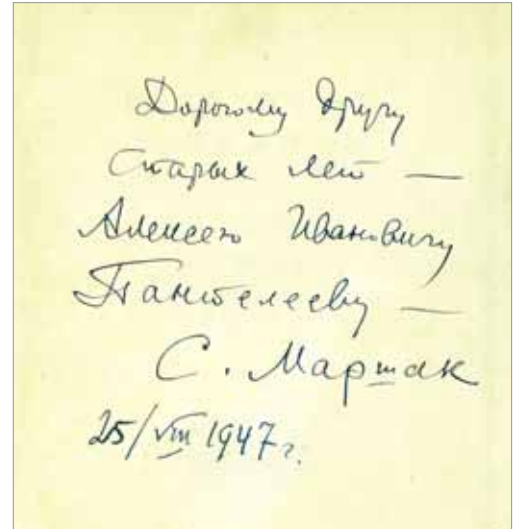 Дорогому другу
старых лет —
Алексею Ивановичу
Пантелееву —
С. Маршак
25/VIII 1947 г.